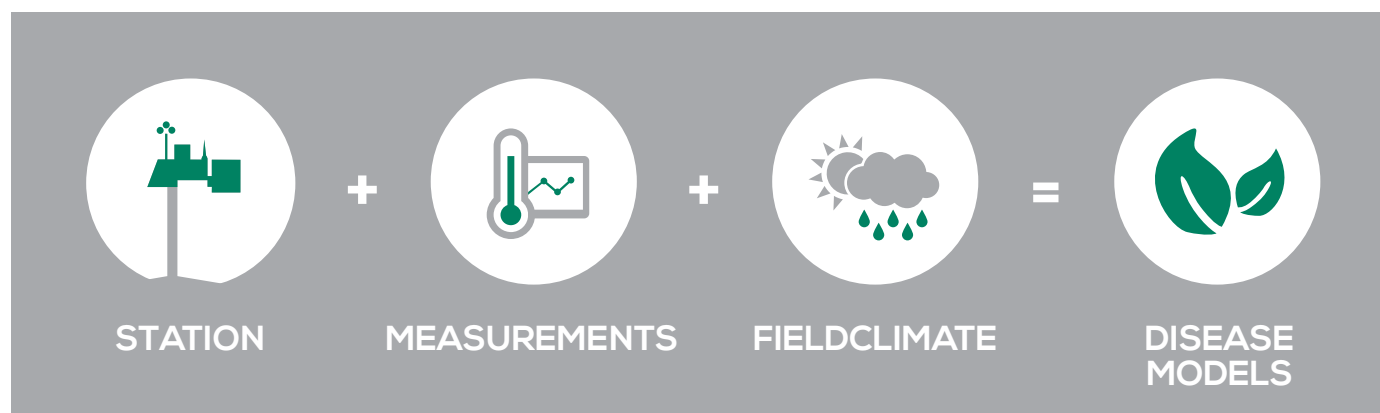 + + =
STATION MEASUREMENTS FIELDCLIMATE DISEASE
MODELS